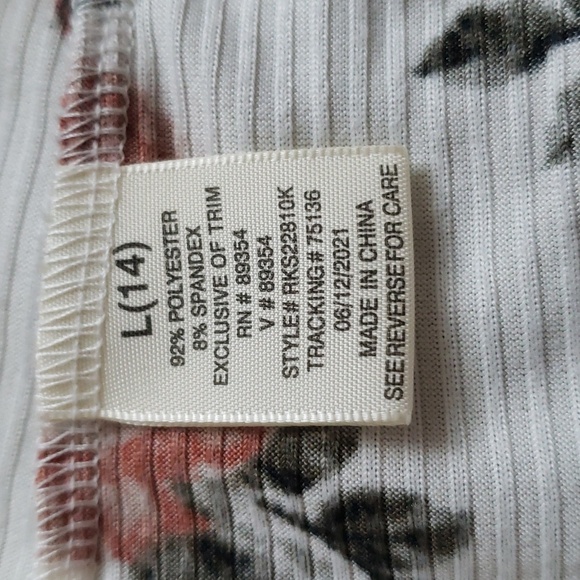 L(14)
92% POLYESTER
8% SPANDEX
EXCLUSIVE OF TRIM
RN # 89354
V # 89354
STYLE# RKS22810K
TRACKING# 75136
06/12/2021
MADE IN CHINA
SEE REVERSE FOR CARE